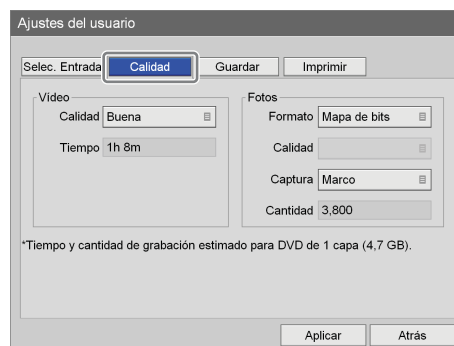 Ajustes del usuario
Selec. Entrada Calidad Guardar Imprimir
Vídeo
Calidad Buena
Tiempo 1h 8m
Fotos
Formato Mapa de bits
Calidad
Captura Marco
Cantidad 3,800
*Tiempo y cantidad de grabación estimado para DVD de 1 capa (4,7 GB).
Aplicar Atrás